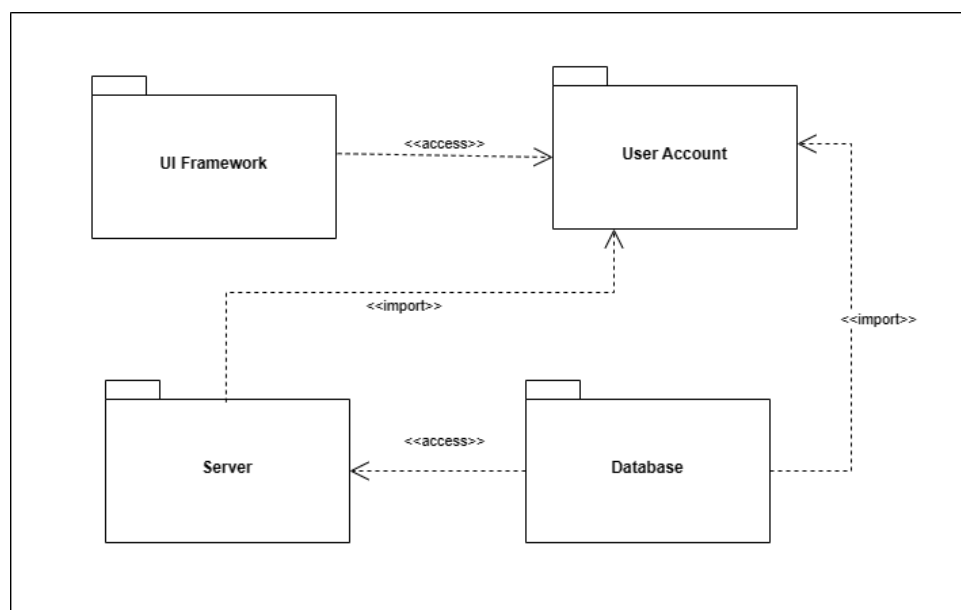 UI Framework
<<access>>
User Account
<<import>>
<<import>>
Server
<<access>>
Database